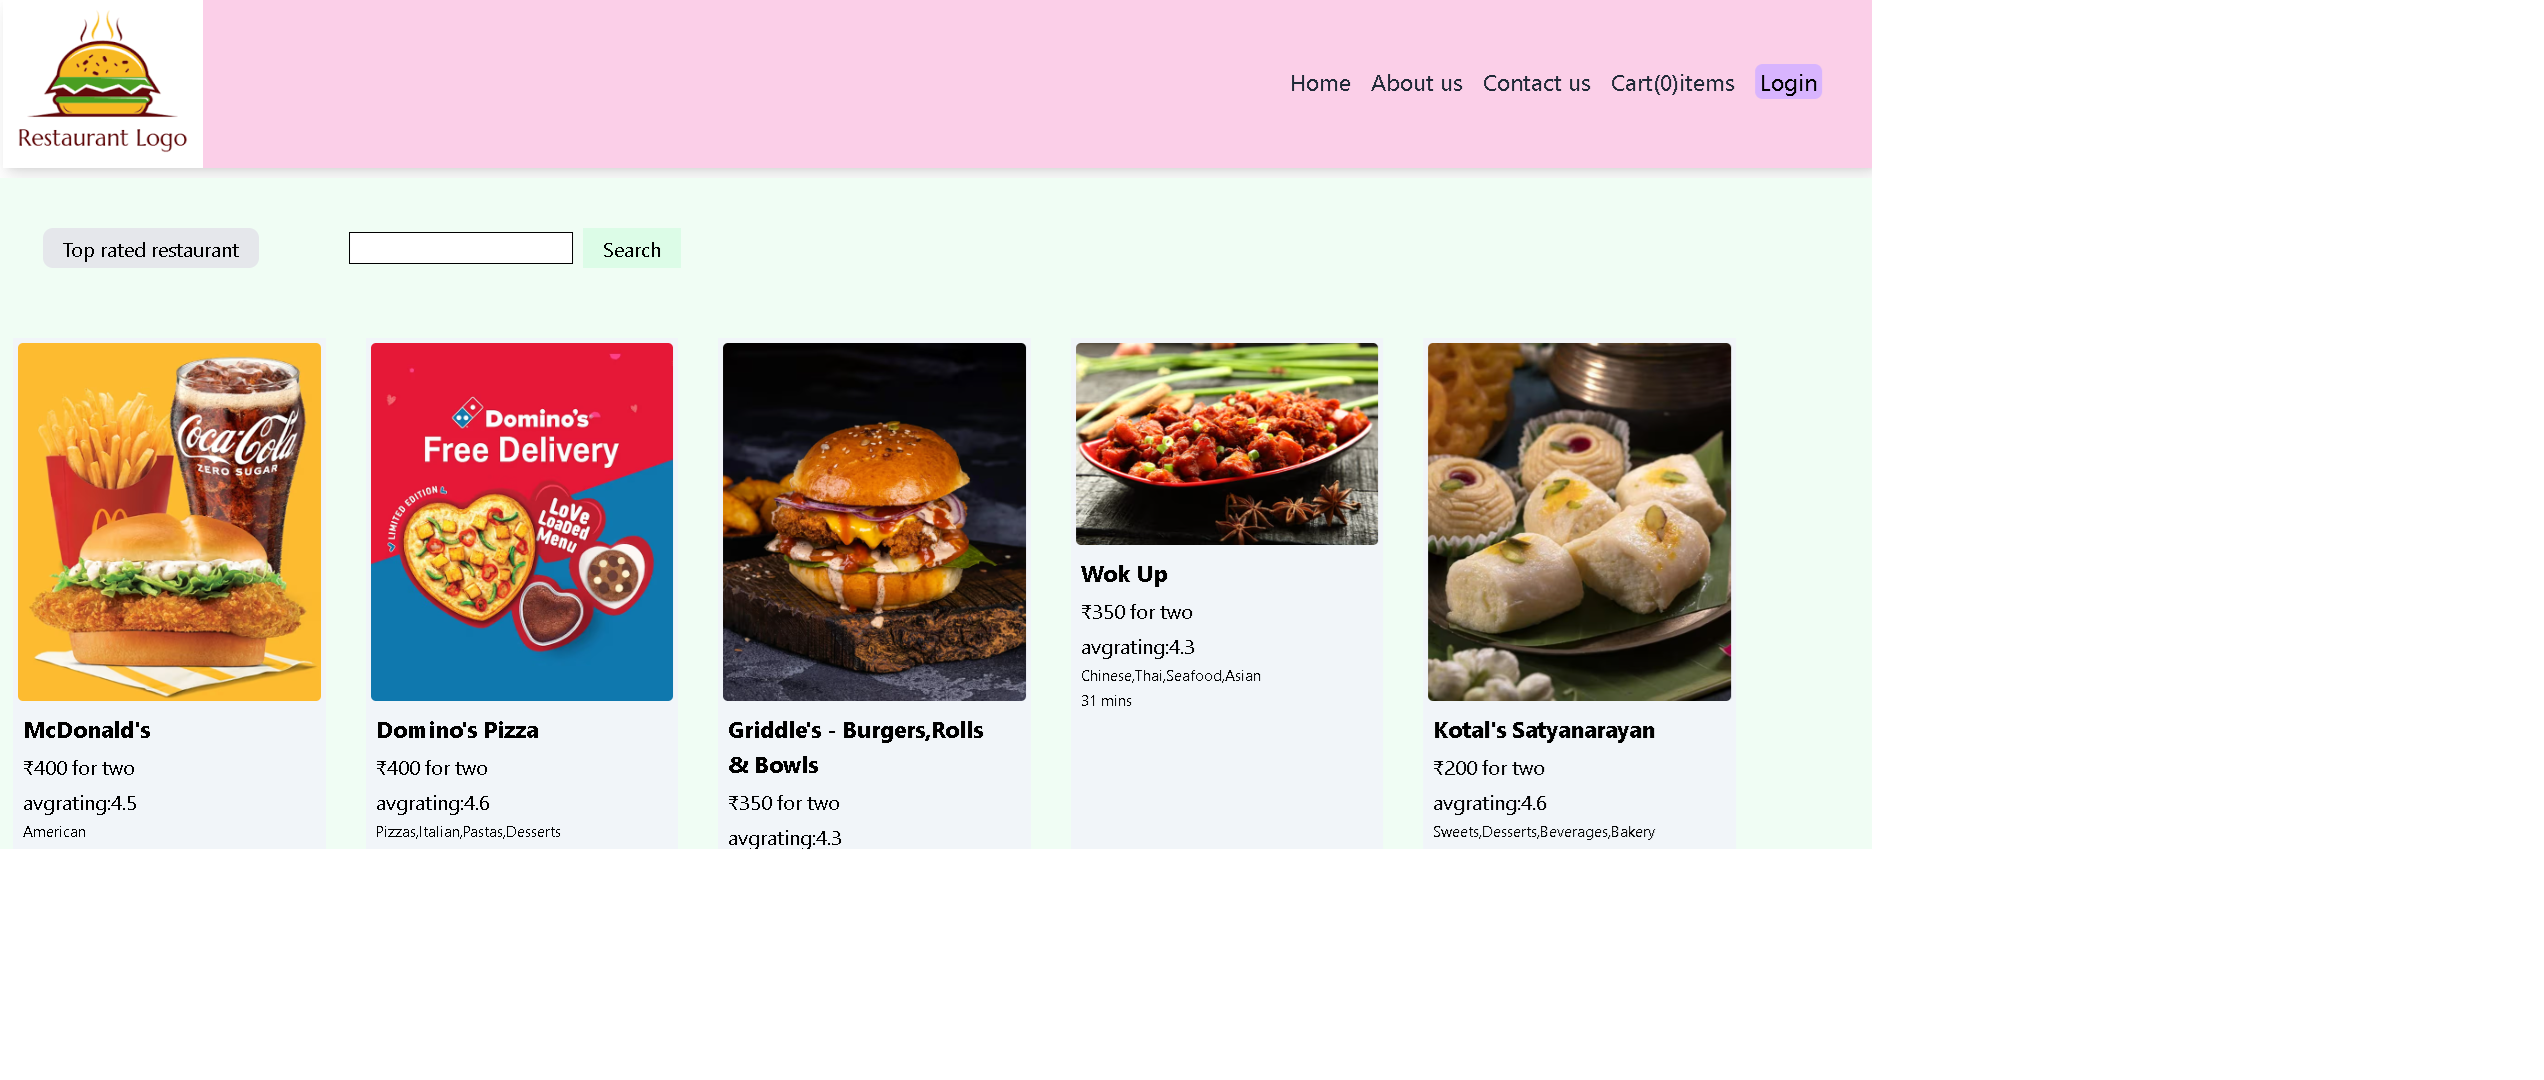 Restaurant Logo
Home About us Contact us Cart(0)items Login
Top rated restaurant
Search
Coca-Cola
ZERO SUGAR
Domino's
Free Delivery
LIMITED EDITION
LoVe
LoaDeD
Menu
McDonald's
₹400 for two
avgrating:4.5
American
Domino's Pizza
₹400 for two
avgrating:4.6
Pizzas,Italian,Pastas,Desserts
Griddle's - Burgers,Rolls
& Bowls
₹350 for two
avgrating:4.3
Wok Up
₹350 for two
avgrating:4.3
Chinese,Thai,Seafood,Asian
31 mins
Kotal's Satyanarayan
₹200 for two
avgrating:4.6
Sweets,Desserts,Beverages,Bakery